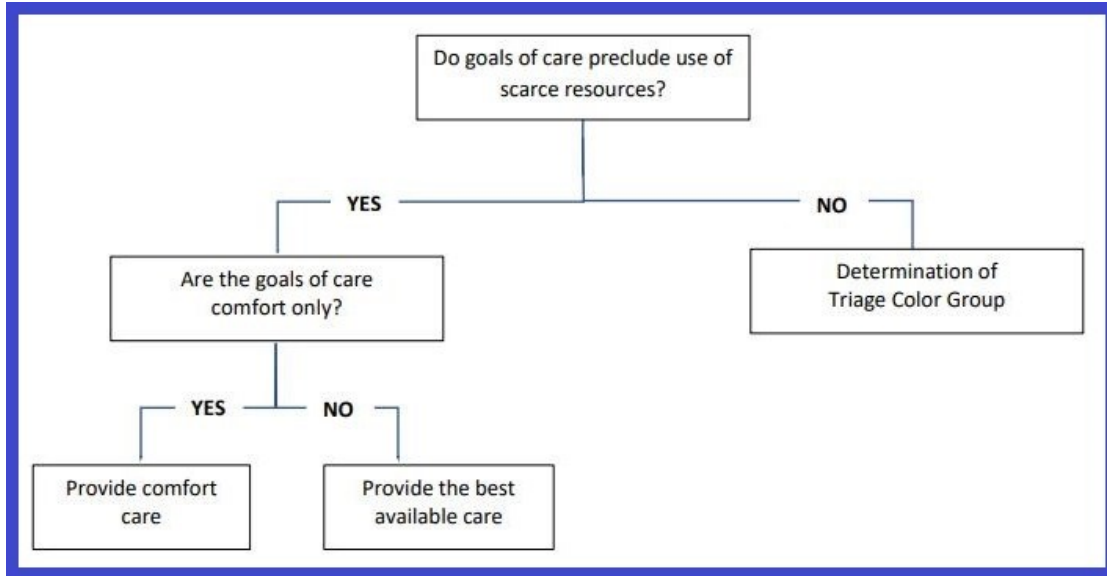 Do goals of care preclude use of
scarce resources?
YES
NO
Are the goals of care
comfort only?
Determination of
Triage Color Group
YES
NO
Provide comfort
care
Provide the best
available care